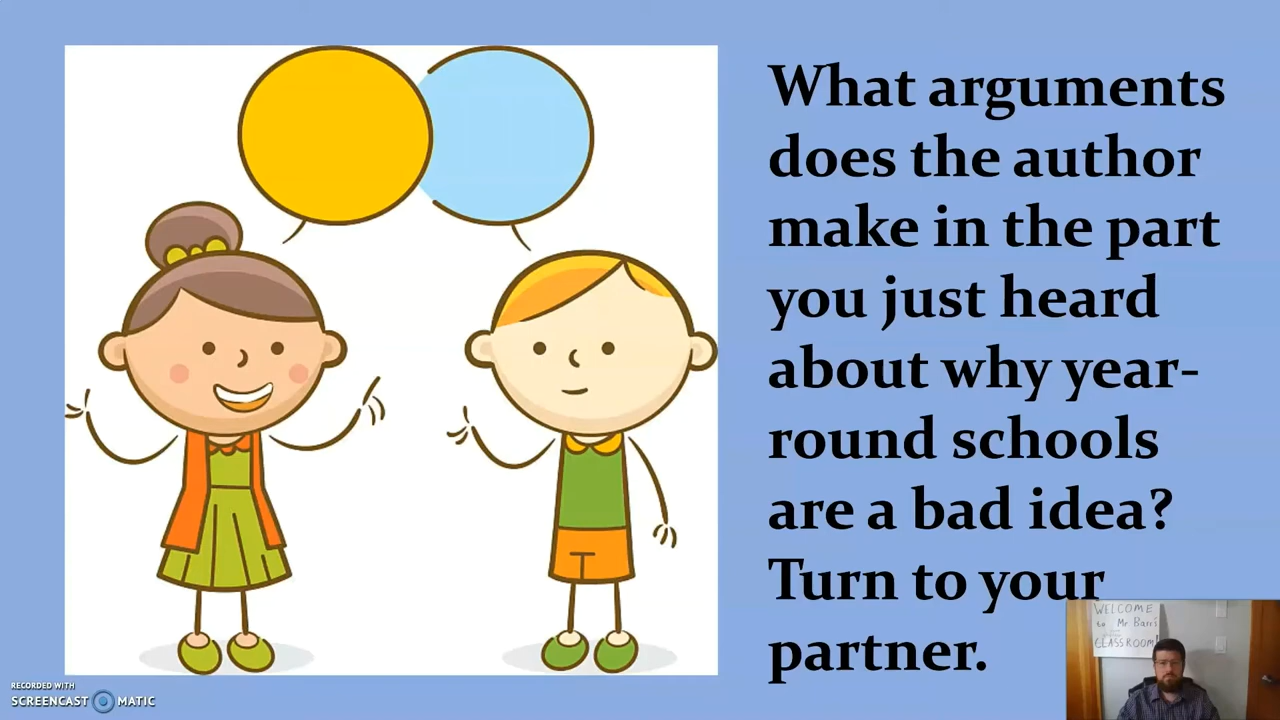 What arguments
does the author
make in the part
you just heard
about why year-
round schools
are a bad idea?
Turn to your
partner.
WELCOME
to Mr.
CLASSROOM!
RECORDED WITH
SCREENCAST MATIC